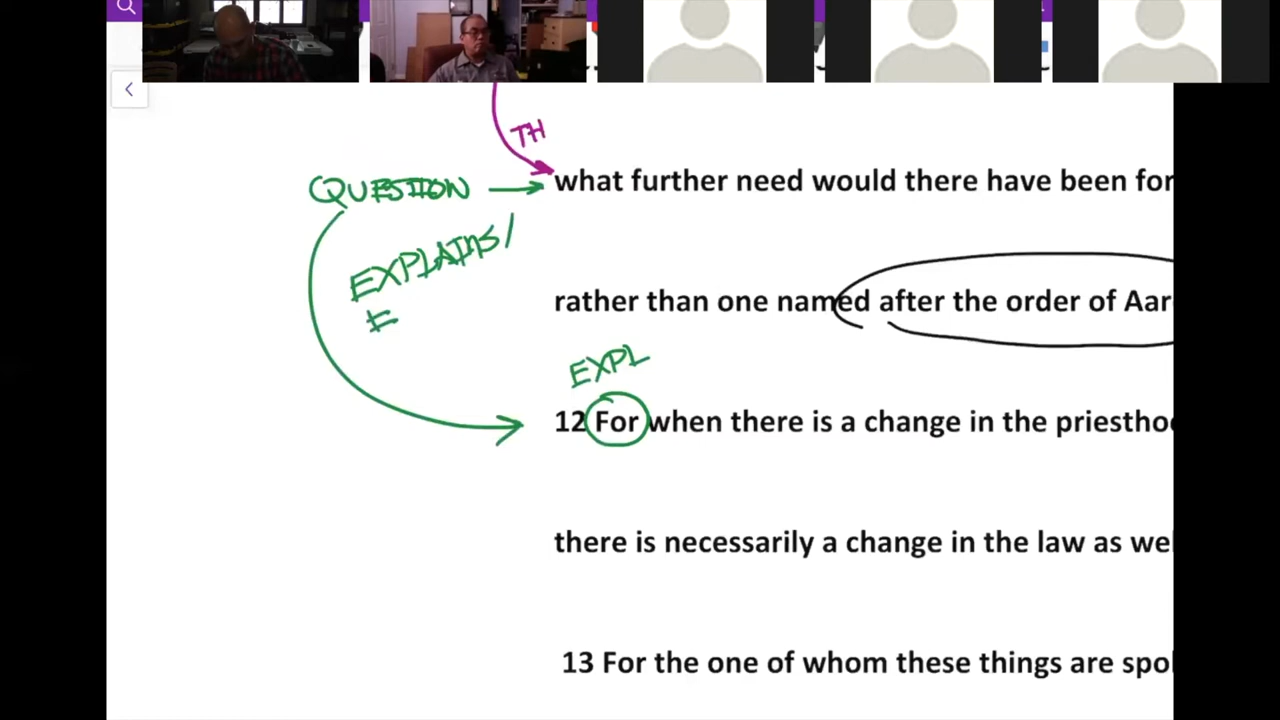 TH
QUESTION
what further need would there have been for
EXPLAINS/
E
rather than one named after the order of Aar
EXPL
12 For when there is a change in the priestho
there is necessarily a change in the law as wel
13 For the one of whom these things are spo